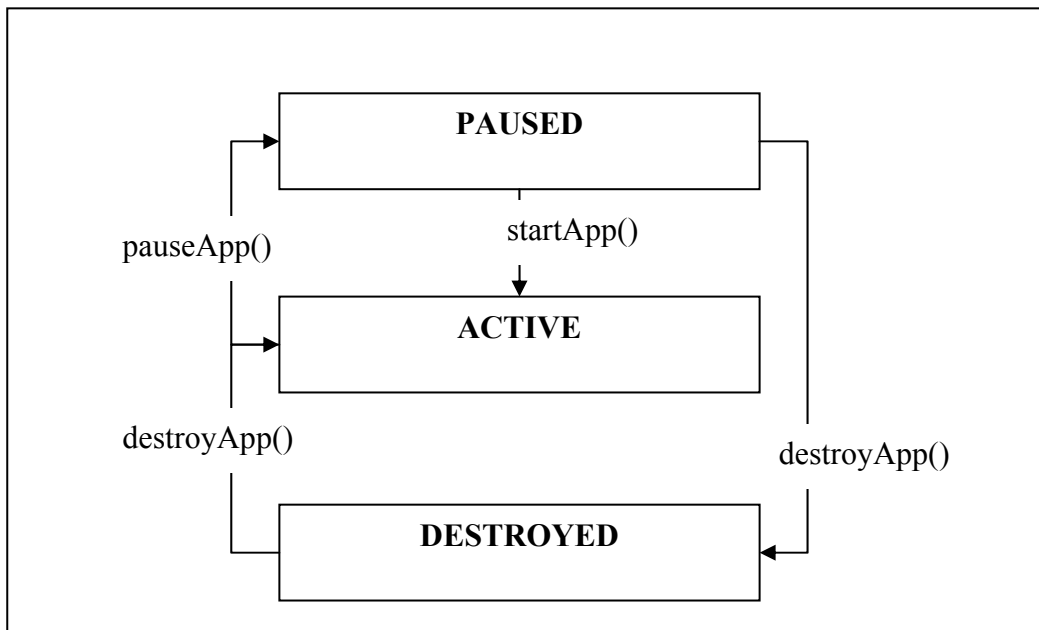 PAUSED
startApp()
pauseApp()
ACTIVE
destroyApp()
destroyApp()
DESTROYED